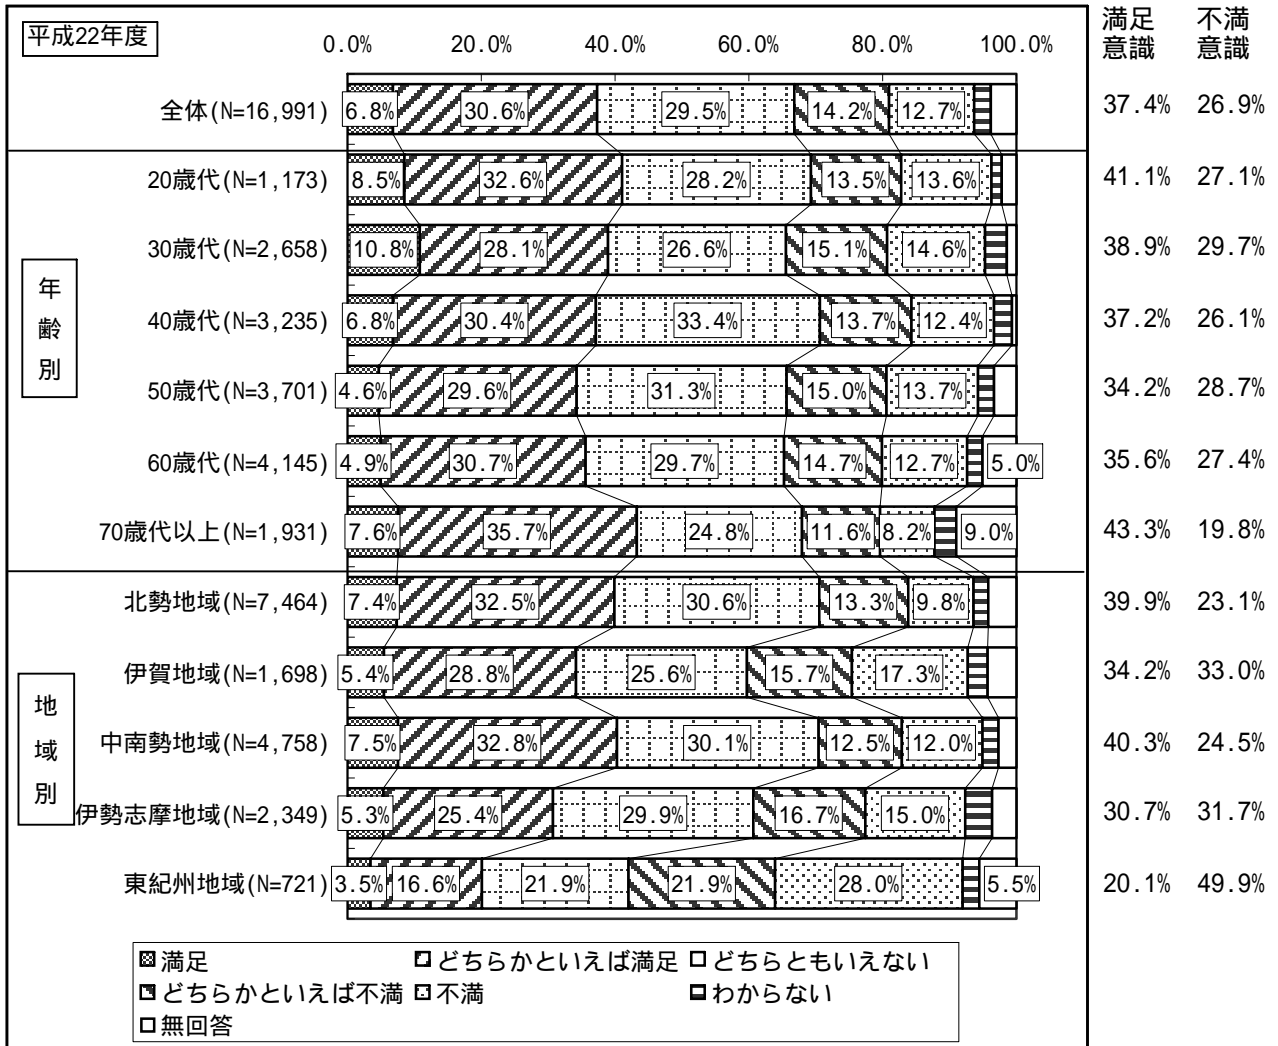 平成22年度
0.0% 20.0% 40.0% 60.0% 80.0% 100.0%
満足意識 不満意識
全体(N=16,991) 6.8% 30.6% 29.5% 14.2% 12.7% 37.4% 26.9%
年齢別
20歳代(N=1,173) 8.5% 32.6% 28.2% 13.5% 13.6% 41.1% 27.1%
30歳代(N=2,658) 10.8% 28.1% 26.6% 15.1% 14.6% 38.9% 29.7%
40歳代(N=3,235) 6.8% 30.4% 33.4% 13.7% 12.4% 37.2% 26.1%
50歳代(N=3,701) 4.6% 29.6% 31.3% 15.0% 13.7% 34.2% 28.7%
60歳代(N=4,145) 4.9% 30.7% 29.7% 14.7% 12.7% 5.0% 35.6% 27.4%
70歳代以上(N=1,931) 7.6% 35.7% 24.8% 11.6% 8.2% 9.0% 43.3% 19.8%
地域別
北勢地域(N=7,464) 7.4% 32.5% 30.6% 13.3% 9.8% 39.9% 23.1%
伊賀地域(N=1,698) 5.4% 28.8% 25.6% 15.7% 17.3% 34.2% 33.0%
中南勢地域(N=4,758) 7.5% 32.8% 30.1% 12.5% 12.0% 40.3% 24.5%
伊勢志摩地域(N=2,349) 5.3% 25.4% 29.9% 16.7% 15.0% 30.7% 31.7%
東紀州地域(N=721) 3.5% 16.6% 21.9% 21.9% 28.0% 5.5% 20.1% 49.9%
満足 どちらかといえば満足 どちらともいえない
どちらかといえば不満 不満 わからない
無回答